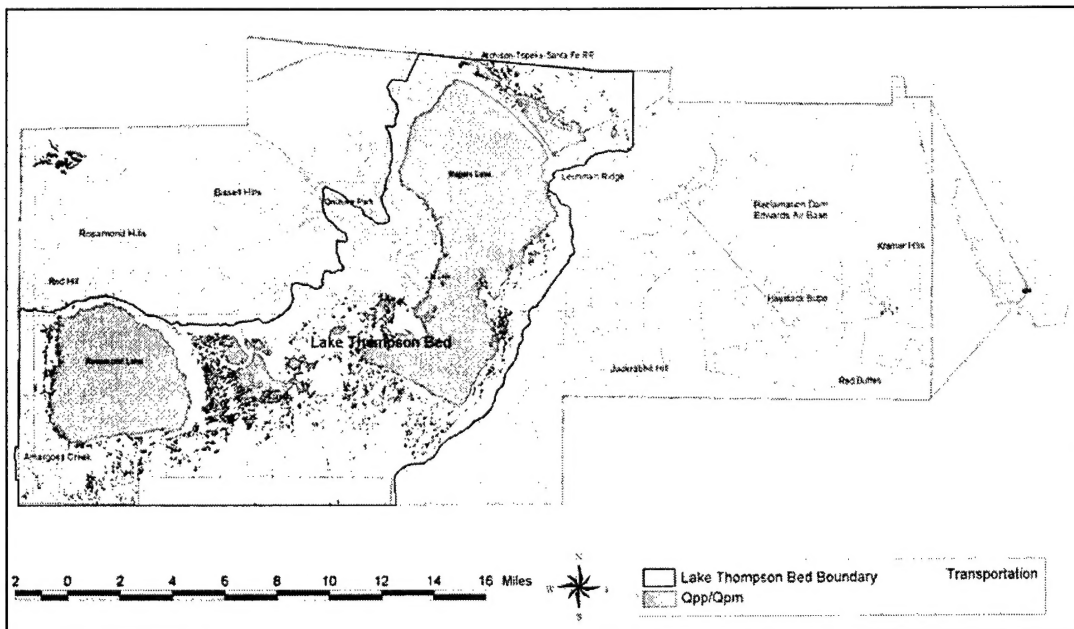 Atchison-Topeka-Santa Fe RR
Rogers Lake
Leuhman Ridge
Bissell Hills
Reclamation Dam
Edwards Air Base
Rosamond Hills
Kramer Hills
Red Hill
Haystack Butte
Lake Thompson Bed
Rosamond Lake
Jackrabbit Hill
Red Buttes
Amargosa Creek
N
W
S
2 0 2 4 6 8 10 12 14 16 Miles
Lake Thompson Bed Boundary
Transportation
Qpp/Qpm